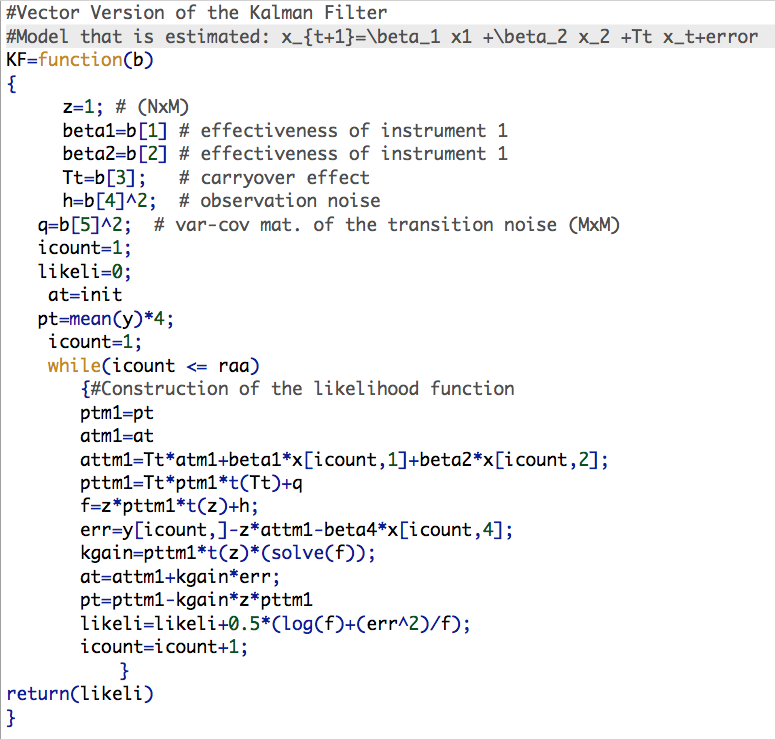 #Vector Version of the Kalman Filter
#Model that is estimated: x_{t+1}=\beta_1 x1 +\beta_2 x_2 +Tt x_t+error
KF=function(b)
{
z=1; # (NxM)
beta1=b[1] # effectiveness of instrument 1
beta2=b[2] # effectiveness of instrument 1
Tt=b[3]; # carryover effect
h=b[4]^2; # observation noise
q=b[5]^2; # var-cov mat. of the transition noise (MxM)
icount=1;
likeli=0;
at=init
pt=mean(y)*4;
icount=1;
while(icount <= raa)
{#Construction of the likelihood function
ptm1=pt
atm1=at
attm1=Tt*atm1+beta1*x[icount,1]+beta2*x[icount,2];
pttm1=Tt*ptm1*t(Tt)+q
f=z*pttm1*t(z)+h;
err=y[icount,]-z*attm1-beta4*x[icount,4];
kgain=pttm1*t(z)*(solve(f));
at=attm1+kgain*err;
pt=pttm1-kgain*z*pttm1
likeli=likeli+0.5*(log(f)+(err^2)/f);
icount=icount+1;
}
return(likeli)
}